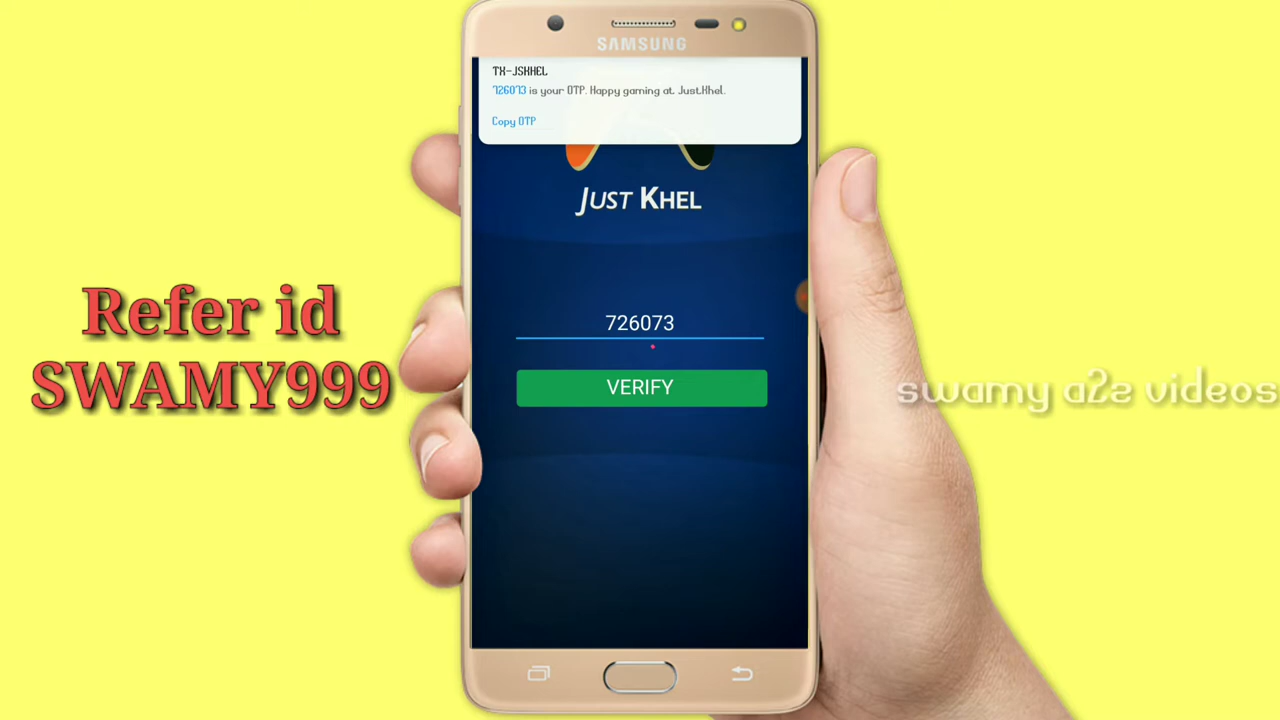 SAMSUNG
TX-JSKHEL
726073 is your OTP. Happy gaming at Just.Khel.
Copy OTP
JUST KHEL
726073
VERIFY
Refer id
SWAMY999
swamy a2z videos